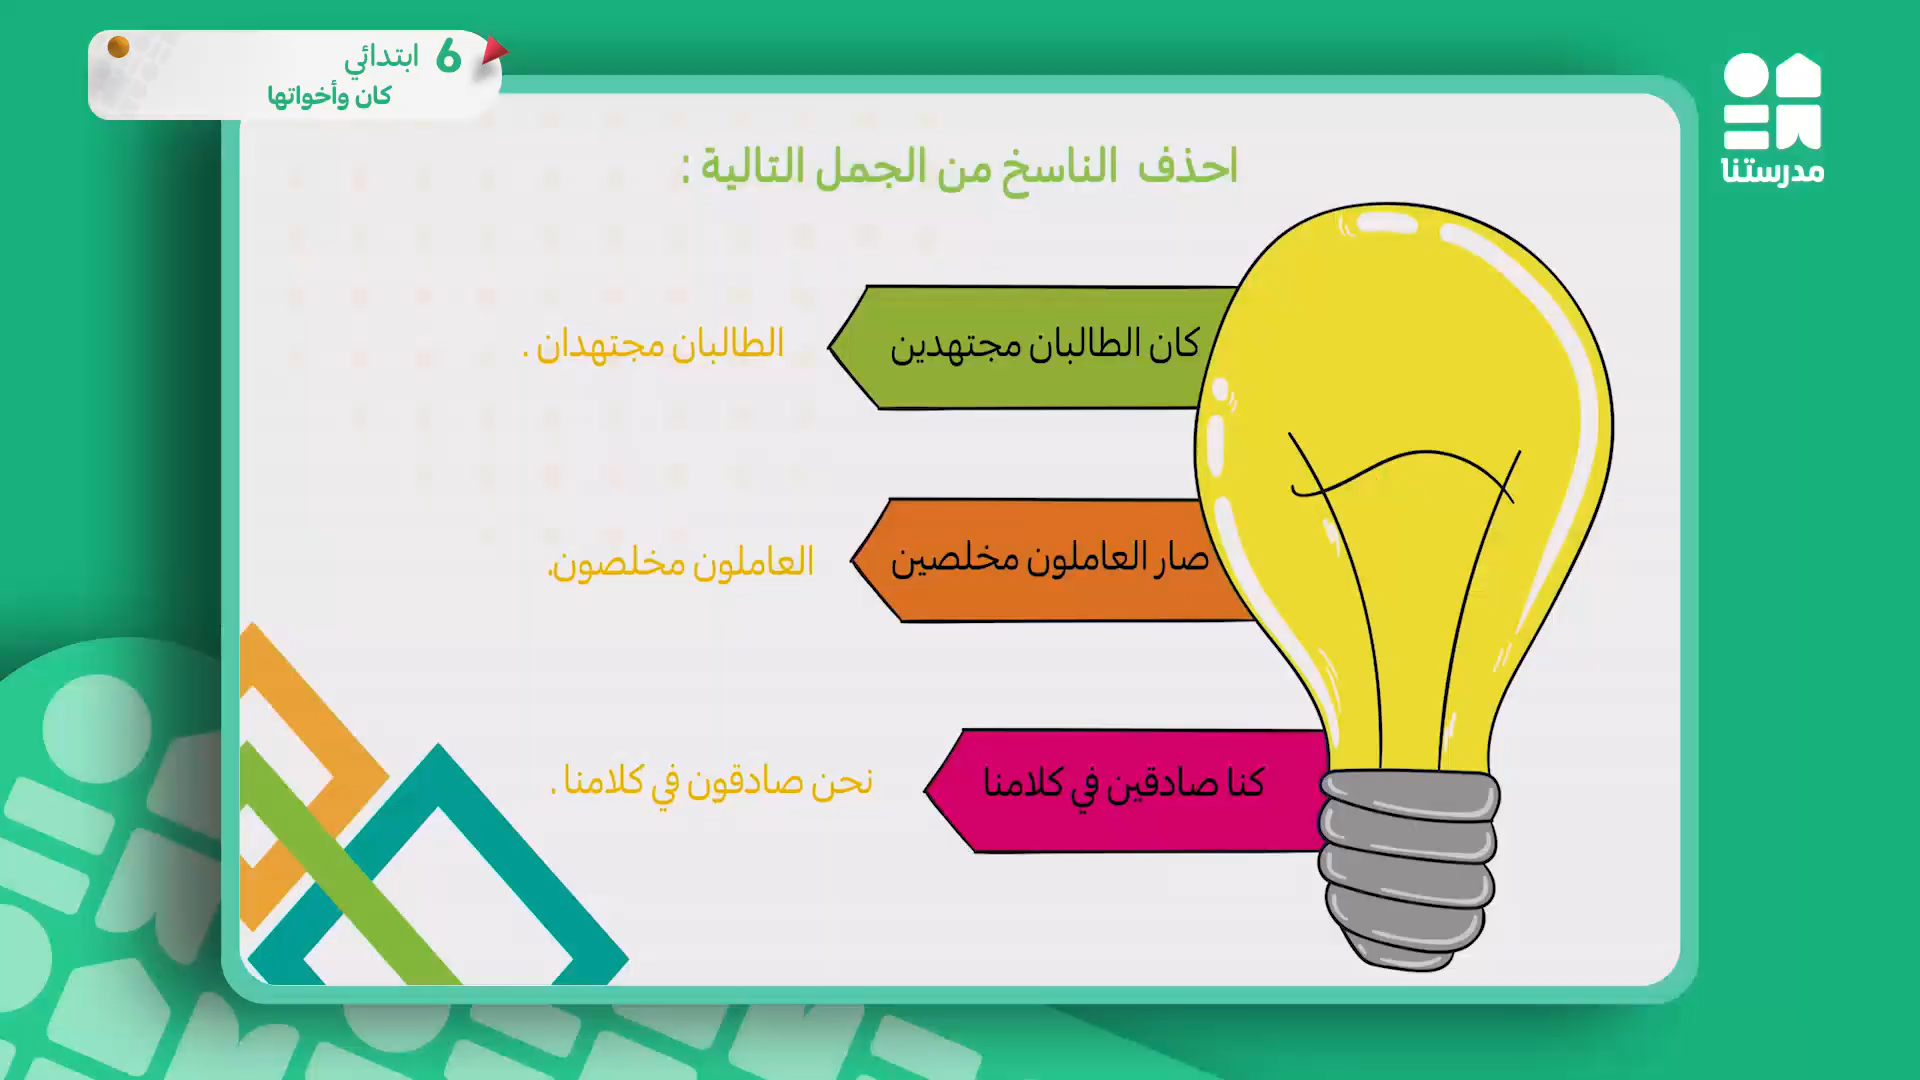 6 ابتدائي
كان وأخواتها
مدرستنا
احذف الناسخ من الجمل التالية :
كان الطالبان مجتهدين
الطالبان مجتهدان .
صار العاملون مخلصين
العاملون مخلصون.
كنا صادقين في كلامنا
نحن صادقون في كلامنا .